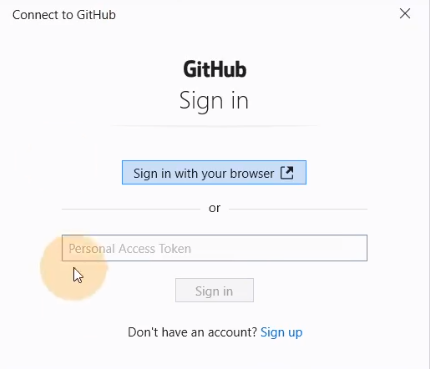 Connect to GitHub
GitHub
Sign in
Sign in with your browser
or
Personal Access Token
Sign in
Don't have an account? Sign up